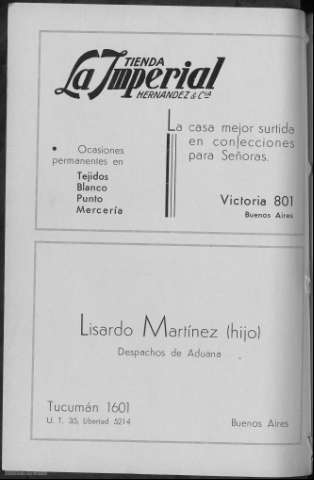 TIENDA
La Imperial
HERNANDEZ & Cía
La casa mejor surtida
en confecciones
para Señoras.
• Ocasiones
permanentes en
Tejidos
Blanco
Punto
Mercería
Victoria 801
Buenos Aires
Lisardo Martínez (hijo)
Despachos de Aduana
Tucumán 1601
U. T. 35, Libertad 5214
Buenos Aires